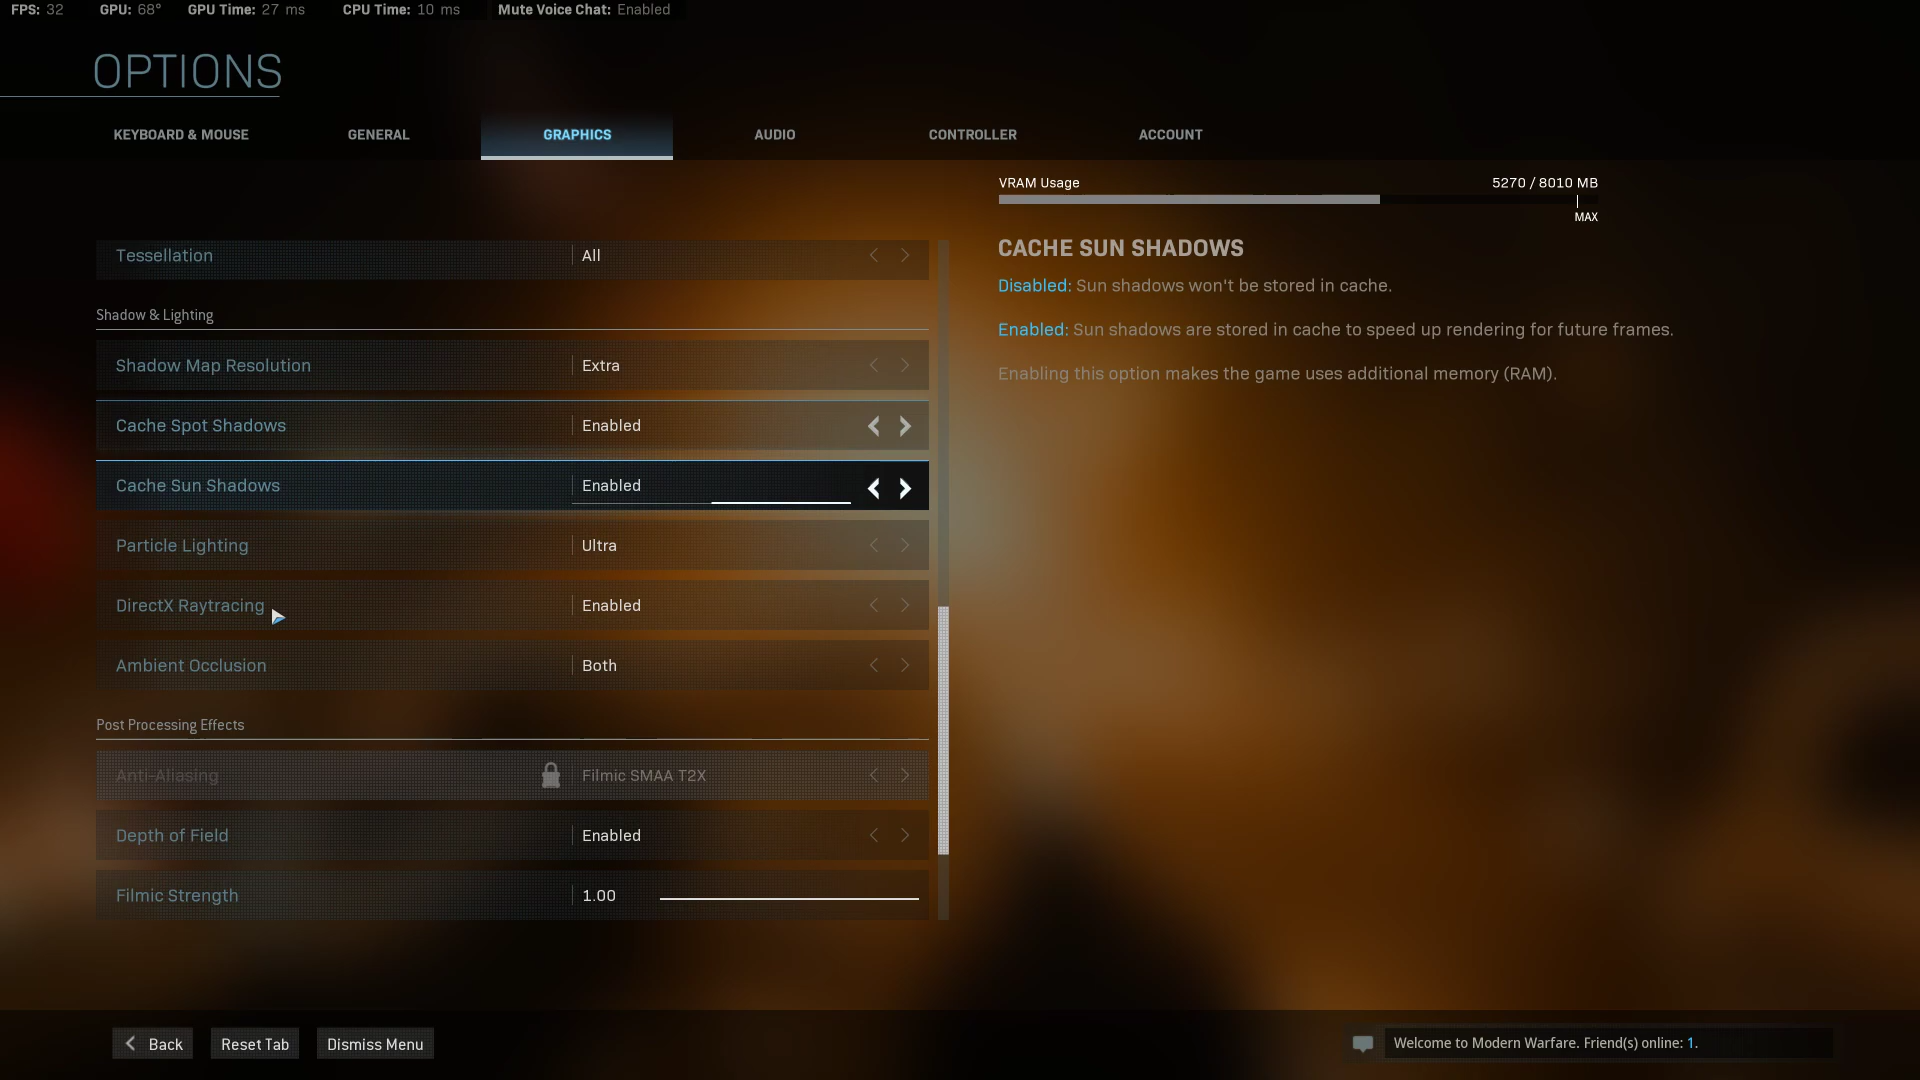 FPS: 32 GPU: 68° GPU Time: 27 ms CPU Time: 10 ms Mute Voice Chat: Enabled
OPTIONS
KEYBOARD & MOUSE GENERAL GRAPHICS AUDIO CONTROLLER ACCOUNT
VRAM Usage 5270 / 8010 MB
MAX
Tessellation All
Shadow & Lighting
Shadow Map Resolution Extra
Cache Spot Shadows Enabled
Cache Sun Shadows Enabled
Particle Lighting Ultra
DirectX Raytracing Enabled
Ambient Occlusion Both
Post Processing Effects
Anti-Aliasing Filmic SMAA T2X
Depth of Field Enabled
Filmic Strength 1.00
CACHE SUN SHADOWS
Disabled: Sun shadows won't be stored in cache.
Enabled: Sun shadows are stored in cache to speed up rendering for future frames.
Enabling this option makes the game uses additional memory (RAM).
Back Reset Tab Dismiss Menu
Welcome to Modern Warfare. Friend(s) online: 1.